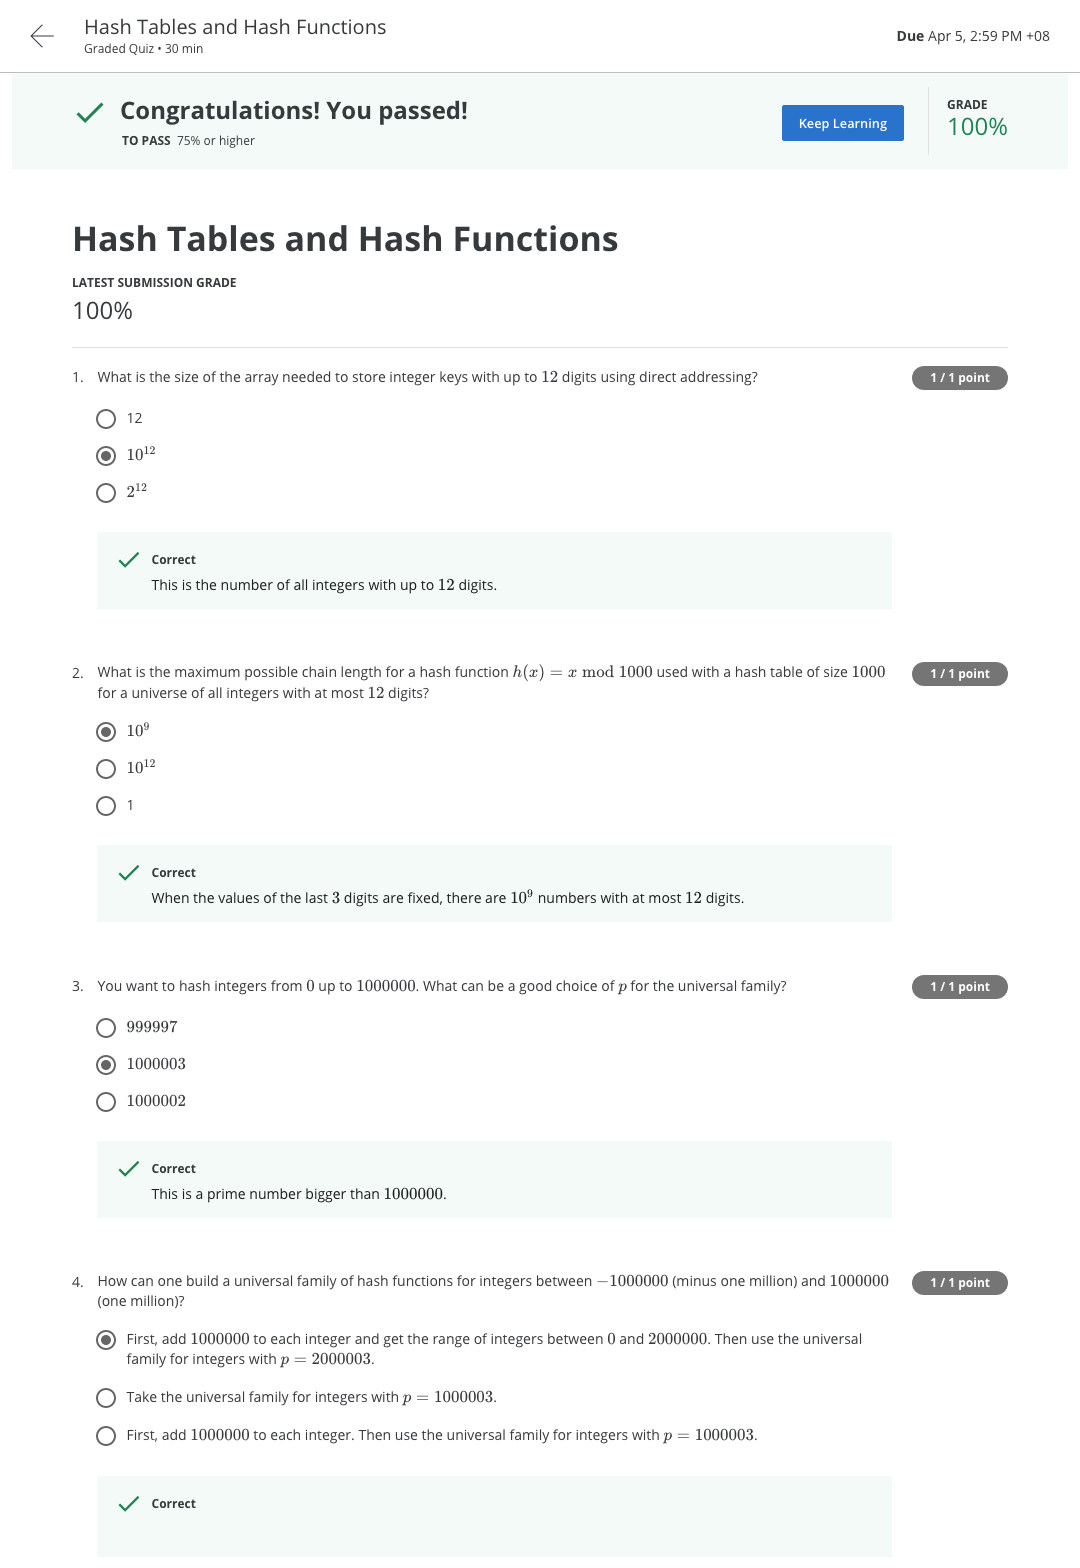 Hash Tables and Hash Functions
Graded Quiz • 30 min
Due Apr 5, 2:59 PM +08
Congratulations! You passed!
TO PASS 75% or higher
Keep Learning
GRADE
100%
Hash Tables and Hash Functions
LATEST SUBMISSION GRADE
100%
1. What is the size of the array needed to store integer keys with up to 12 digits using direct addressing?
1 / 1 point
12
10¹²
2¹²
Correct
This is the number of all integers with up to 12 digits.
2. What is the maximum possible chain length for a hash function h(x) = x mod 1000 used with a hash table of size 1000
for a universe of all integers with at most 12 digits?
1 / 1 point
10⁹
10¹²
1
Correct
When the values of the last 3 digits are fixed, there are 10⁹ numbers with at most 12 digits.
3. You want to hash integers from 0 up to 1000000. What can be a good choice of p for the universal family?
1 / 1 point
999997
1000003
1000002
Correct
This is a prime number bigger than 1000000.
4. How can one build a universal family of hash functions for integers between −1000000 (minus one million) and 1000000
(one million)?
1 / 1 point
First, add 1000000 to each integer and get the range of integers between 0 and 2000000. Then use the universal
family for integers with p = 2000003.
Take the universal family for integers with p = 1000003.
First, add 1000000 to each integer. Then use the universal family for integers with p = 1000003.
Correct